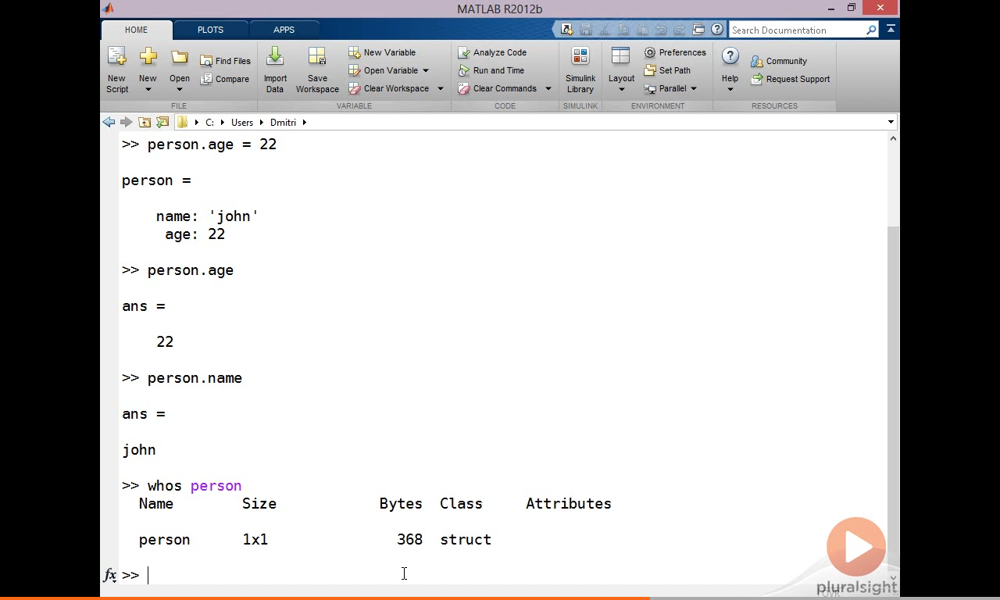 MATLAB R2012b
HOME PLOTS APPS
Search Documentation
New Script
New
Open
Find Files
Compare
Import Data
Save Workspace
New Variable
Open Variable
Clear Workspace
Analyze Code
Run and Time
Clear Commands
Simulink Library
Layout
Preferences
Set Path
Parallel
Help
Community
Request Support
FILE VARIABLE CODE SIMULINK ENVIRONMENT RESOURCES
C: Users Dmitri
>> person.age = 22
person =
name: 'john'
age: 22
>> person.age
ans =
22
>> person.name
ans =
john
>> whos person
Name Size Bytes Class Attributes
person 1x1 368 struct
fx >>
pluralsight
OVR